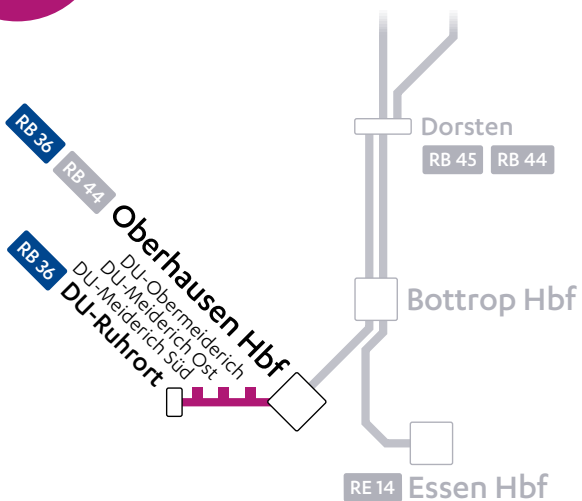 Dorsten
RB 45 RB 44
RB 36
RB 44
Oberhausen Hbf
DU-Obermeiderich
DU-Meiderich Ost
DU-Meiderich Süd
RB 36
DU-Ruhrort
Bottrop Hbf
RE 14 Essen Hbf